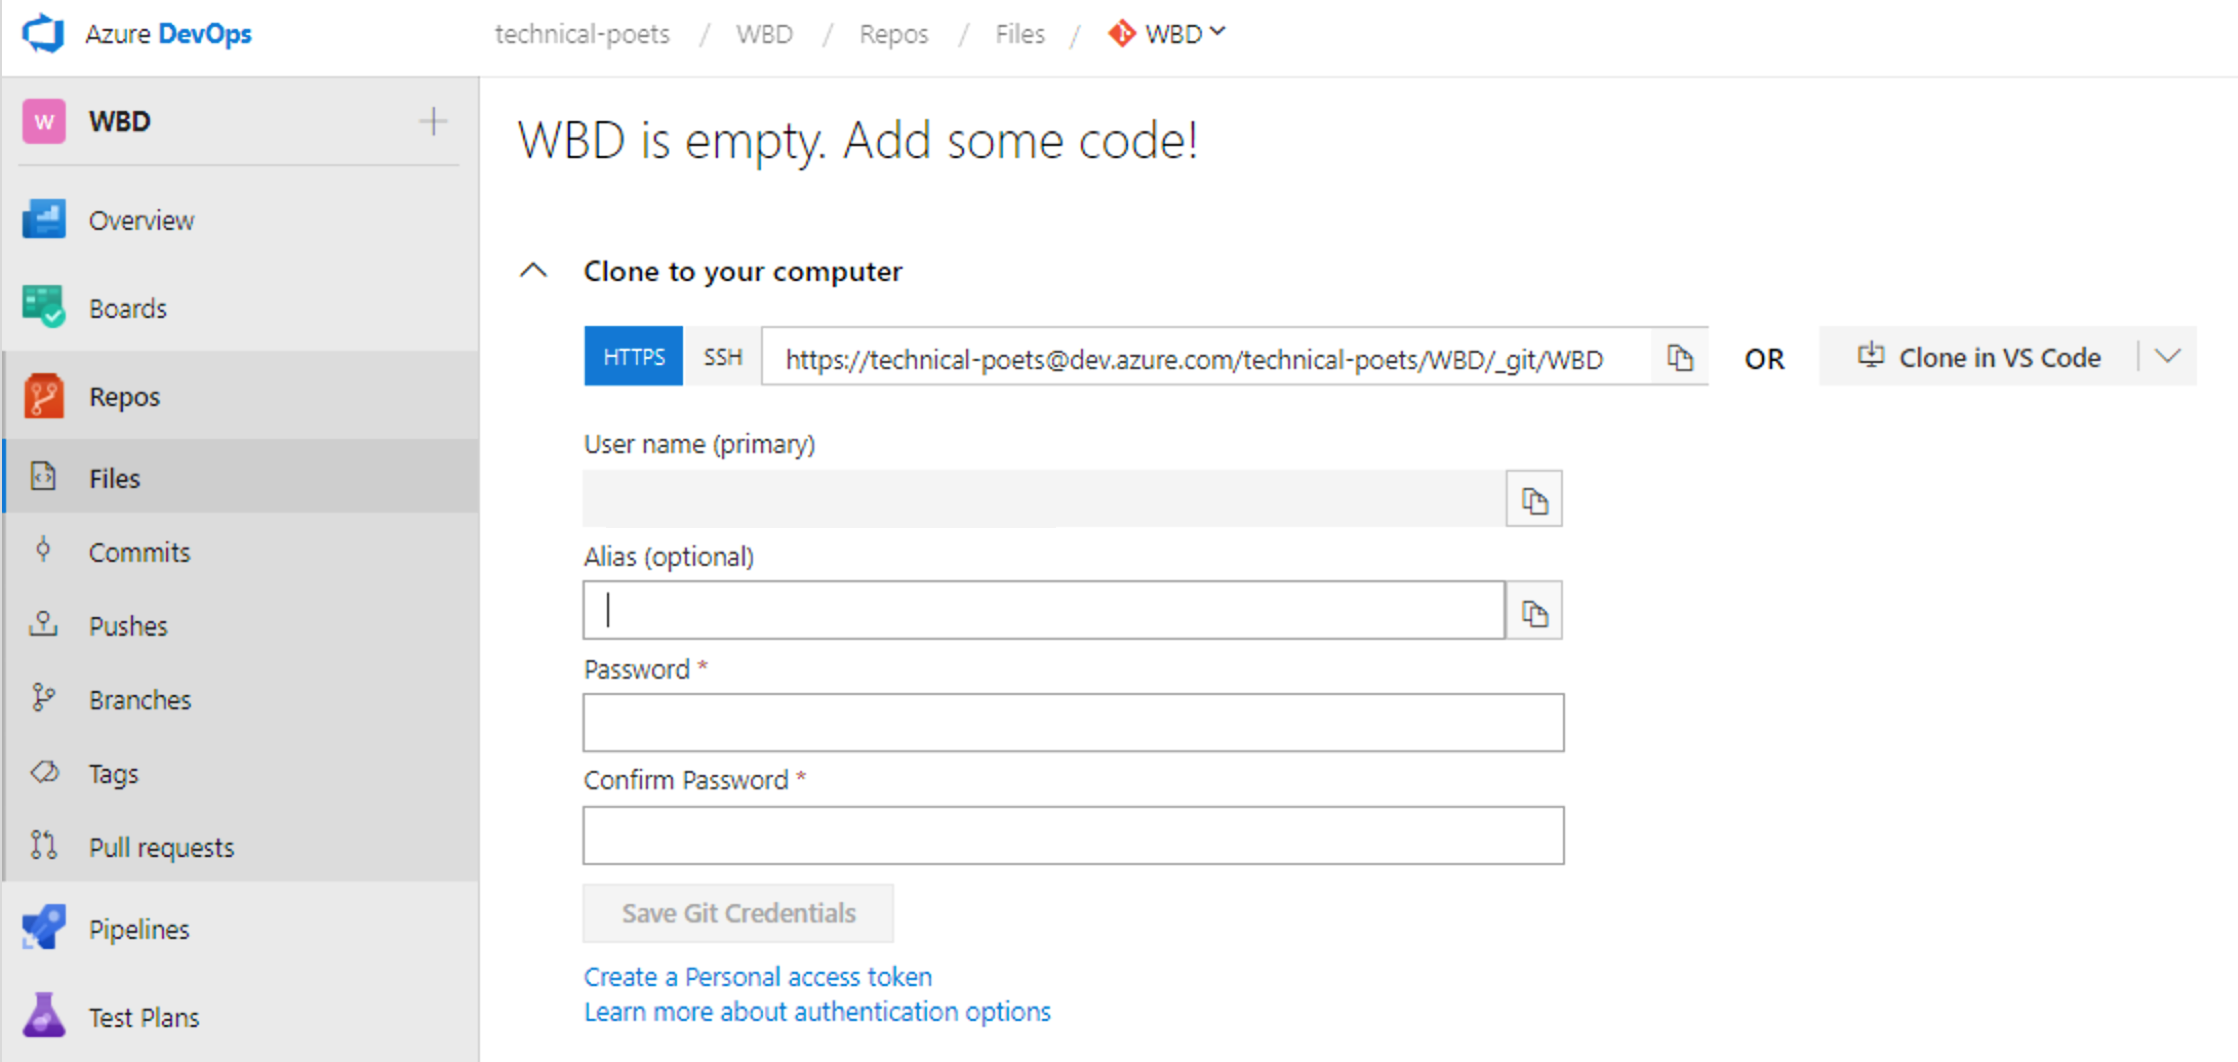 Azure DevOps
technical-poets / WBD / Repos / Files / WBD
W WBD
Overview
Boards
Repos
Files
Commits
Pushes
Branches
Tags
Pull requests
Pipelines
Test Plans
WBD is empty. Add some code!
Clone to your computer
HTTPS SSH https://technical-poets@dev.azure.com/technical-poets/WBD/_git/WBD OR Clone in VS Code
User name (primary)
Alias (optional)
Password *
Confirm Password *
Save Git Credentials
Create a Personal access token
Learn more about authentication options